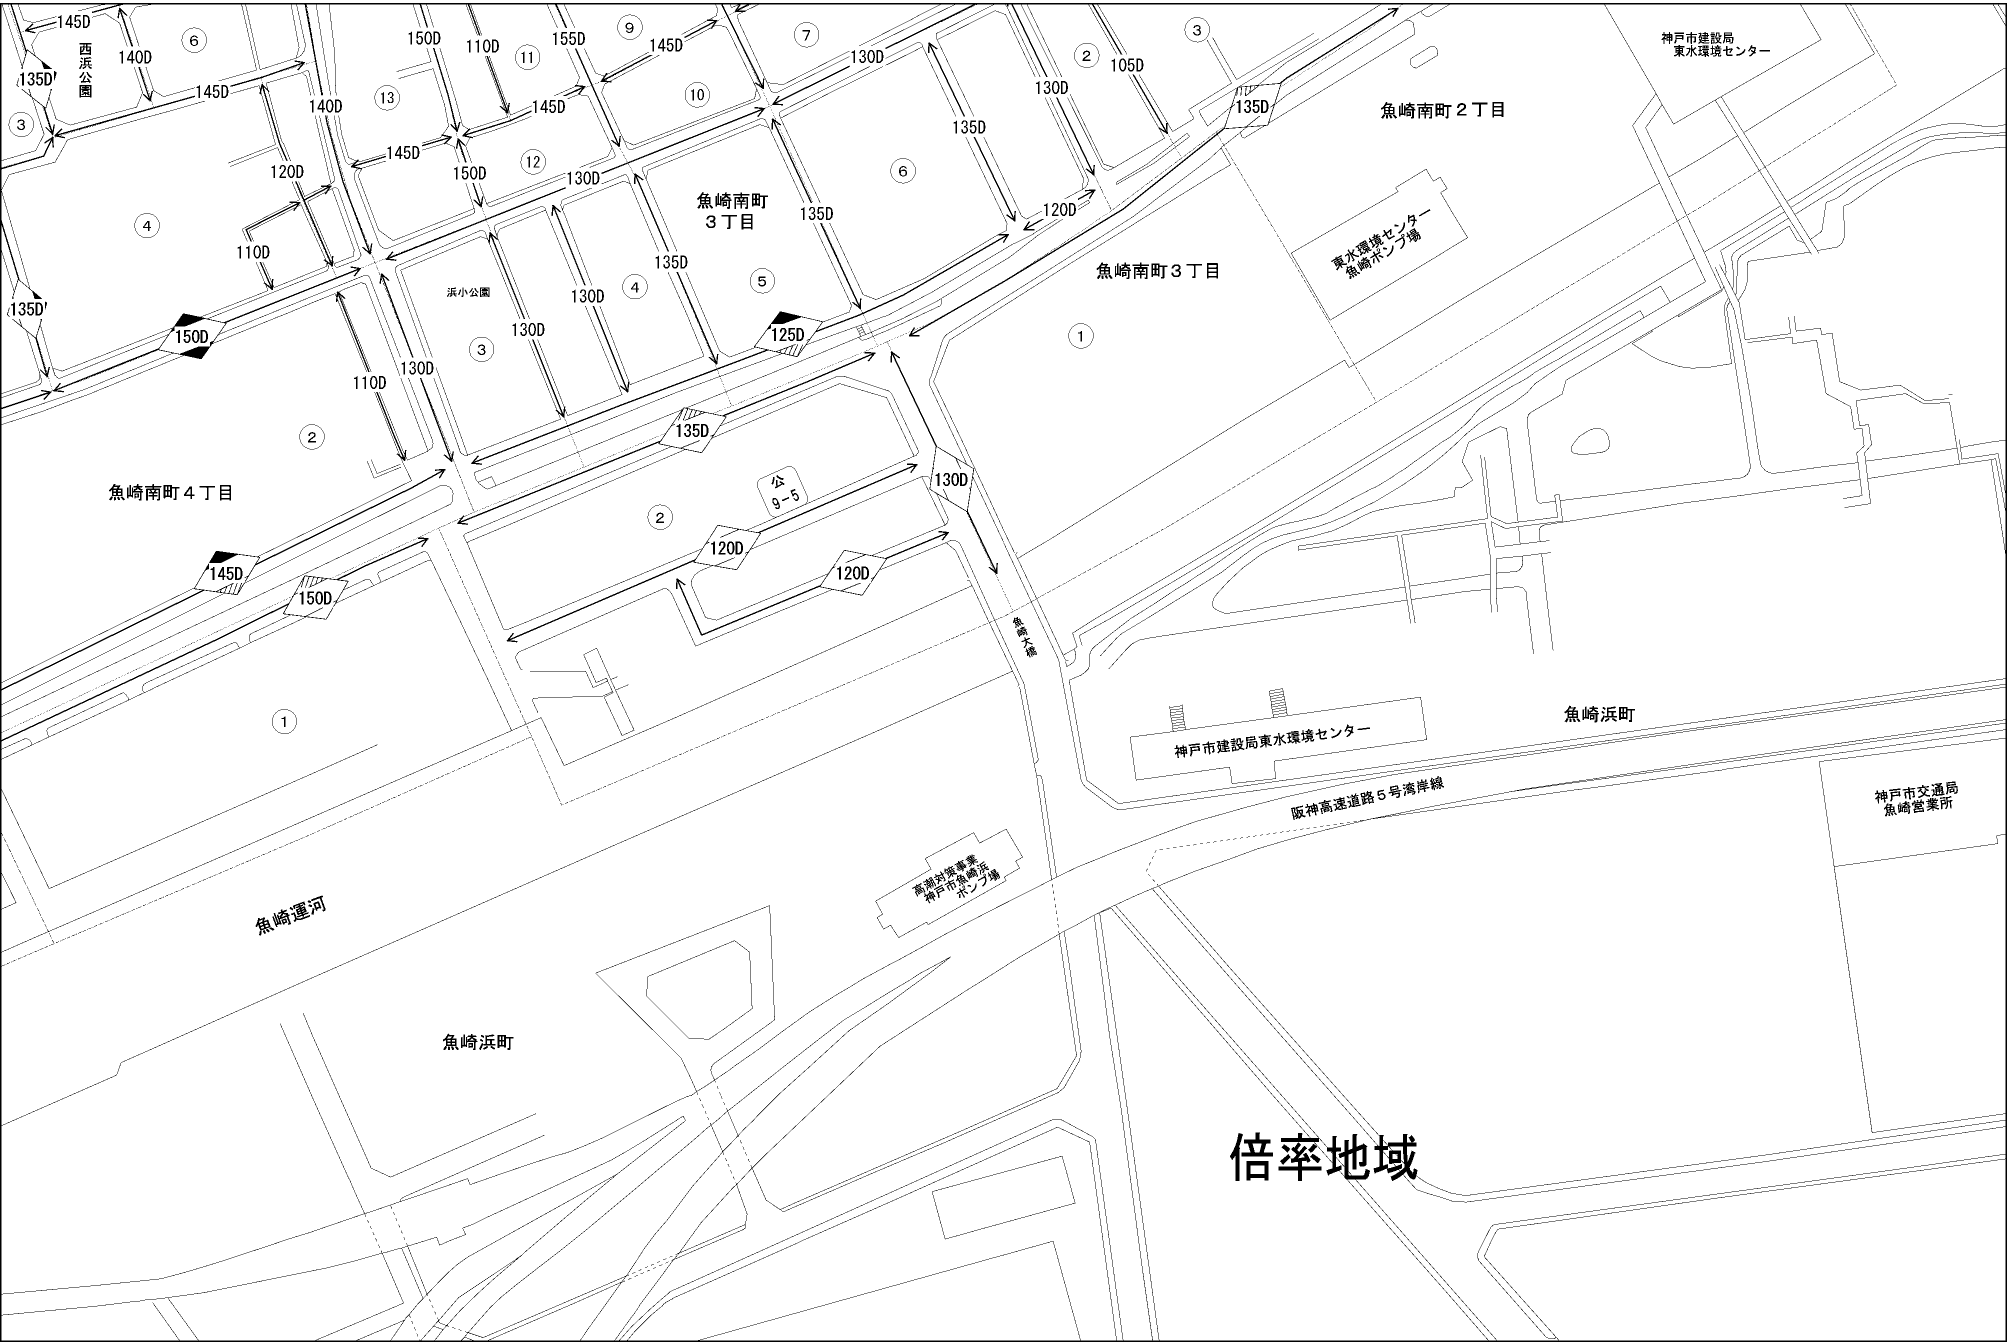 145D
西浜公園
⑥
140D
135D
145D
③
140D
150D
110D
⑪
155D
⑨
145D
⑦
130D
⑬
145D
⑩
145D
⑫
150D
130D
120D
④
110D
135D
150D
110D
130D
浜小公園
③
130D
130D
④
135D
魚崎南町
3丁目
⑤
135D
⑥
135D
130D
②
105D
③
135D
120D
125D
135D
魚崎南町2丁目
神戸市建設局
東水環境センター
東水環境センター
魚崎ポンプ場
魚崎南町3丁目
①
②
魚崎南町4丁目
145D
150D
②
公
9-5
120D
120D
130D
魚崎大橋
①
魚崎運河
魚崎浜町
神戸市建設局東水環境センター
魚崎浜町
阪神高速道路5号湾岸線
神戸市交通局
魚崎営業所
高潮対策事業
神戸市魚崎浜
ポンプ場
倍率地域